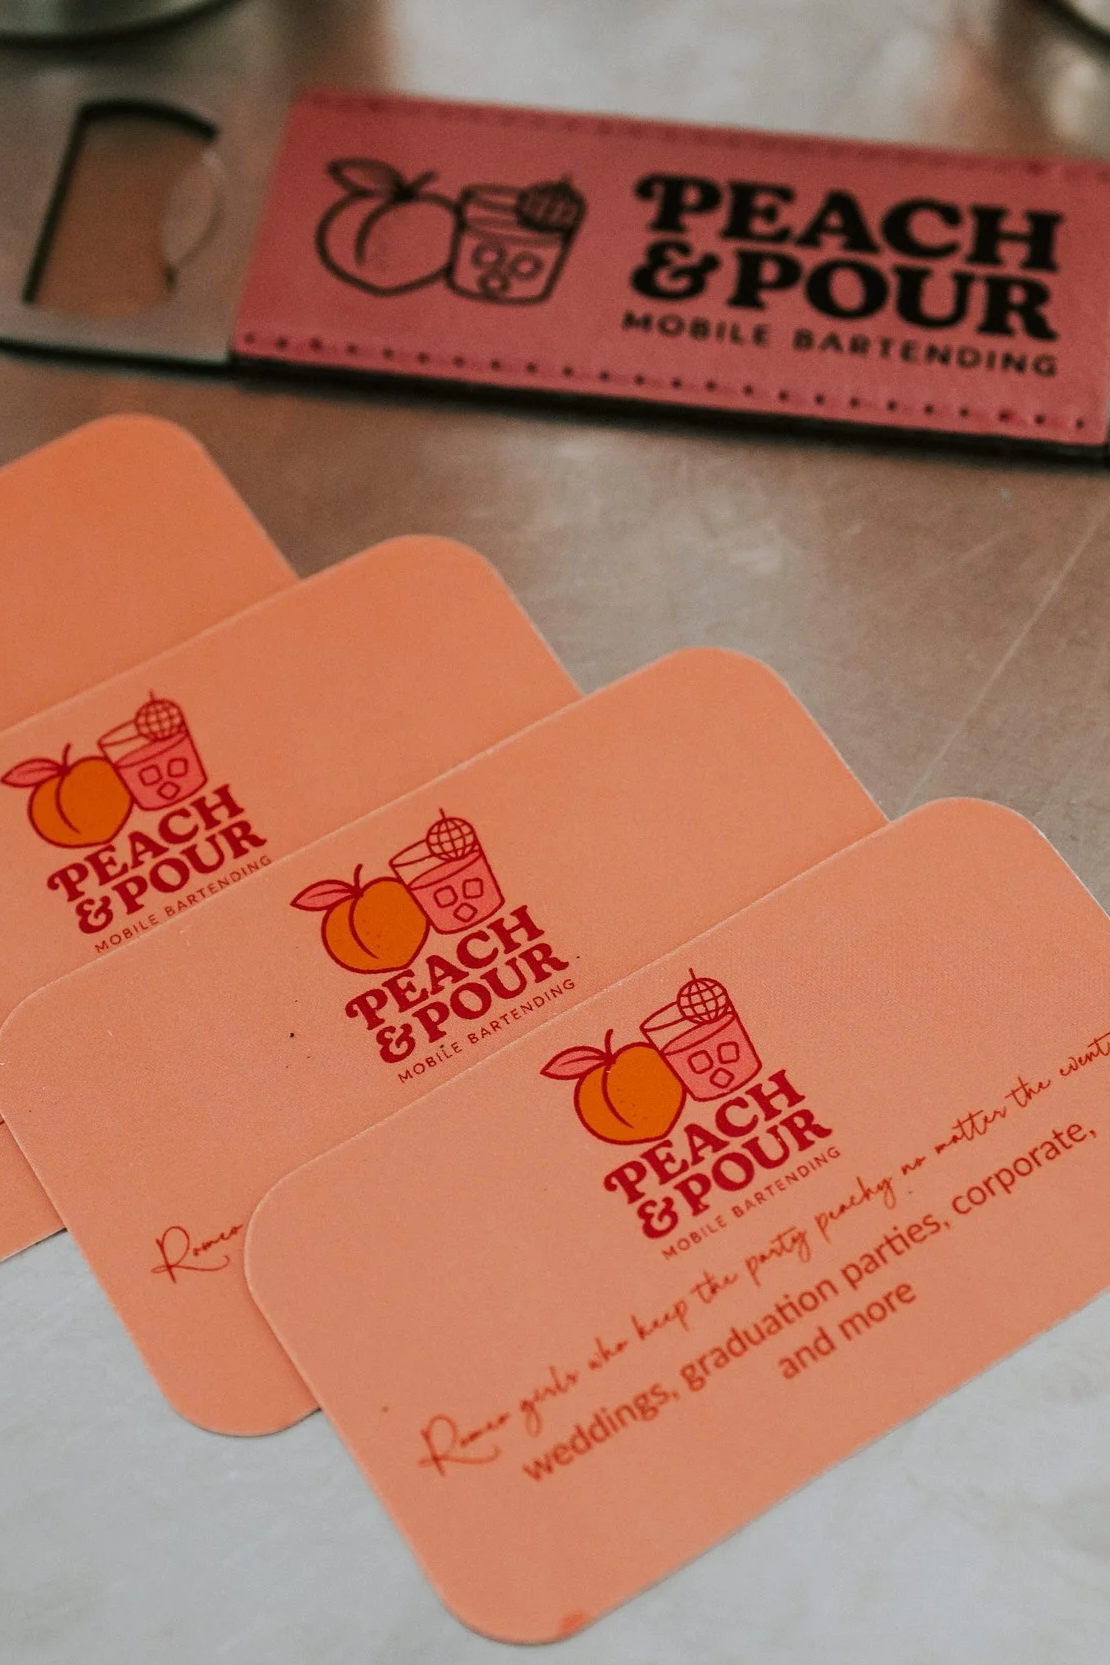 PEACH
& POUR
MOBILE BARTENDING
PEACH
& POUR
MOBILE BARTENDING
PEACH
& POUR
MOBILE BARTENDING
Romeo
PEACH
& POUR
MOBILE BARTENDING
Romeo girls who keep the party peachy no matter the event
weddings, graduation parties, corporate,
and more